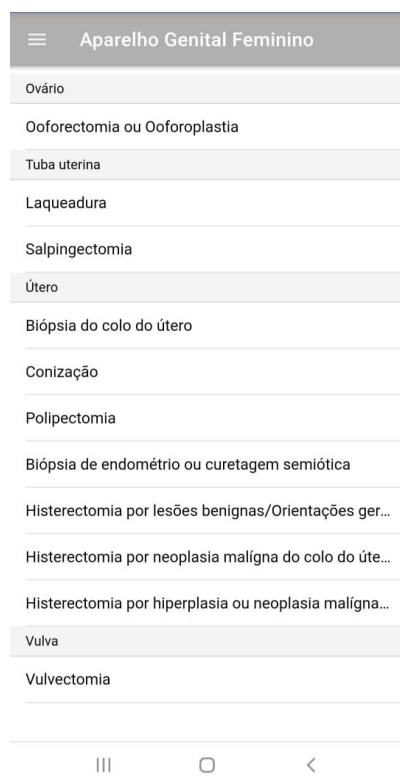 Aparelho Genital Feminino
Ovário
Ooforectomia ou Ooforoplastia
Tuba uterina
Laqueadura
Salpingectomia
Útero
Biópsia do colo do útero
Conização
Polipectomia
Biópsia de endométrio ou curetagem semiótica
Histerectomia por lesões benignas/Orientações ger...
Histerectomia por neoplasia malígna do colo do úte...
Histerectomia por hiperplasia ou neoplasia malígna...
Vulva
Vulvectomia